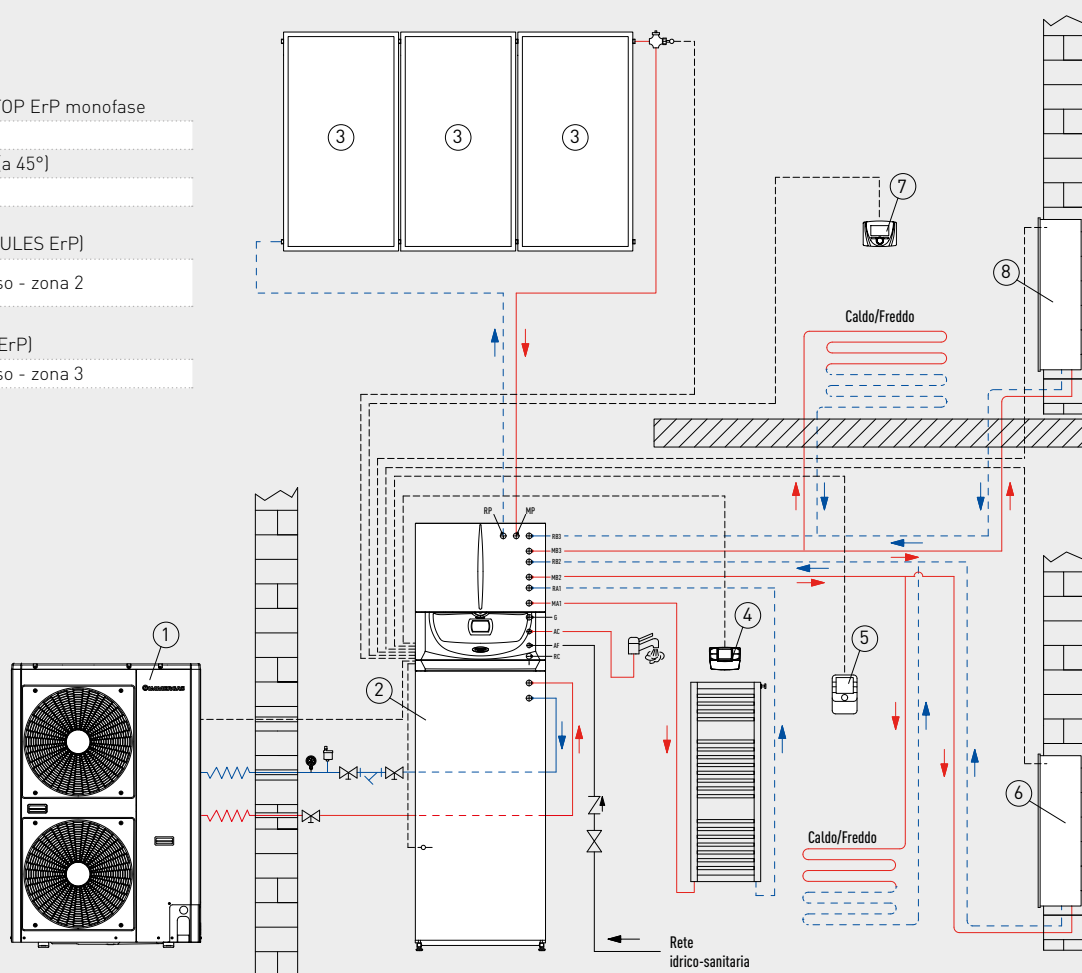 TOP ErP monofase
(a 45°)
ULES ErP)
so - zona 2
ErP)
so - zona 3
3
3
3
7
8
Caldo/Freddo
RP
MP
RB3
MB3
RB2
MB2
RA1
MA1
G
AC
AF
RC
1
IMMERGAS
2
4
5
6
Caldo/Freddo
Rete
idrico-sanitaria